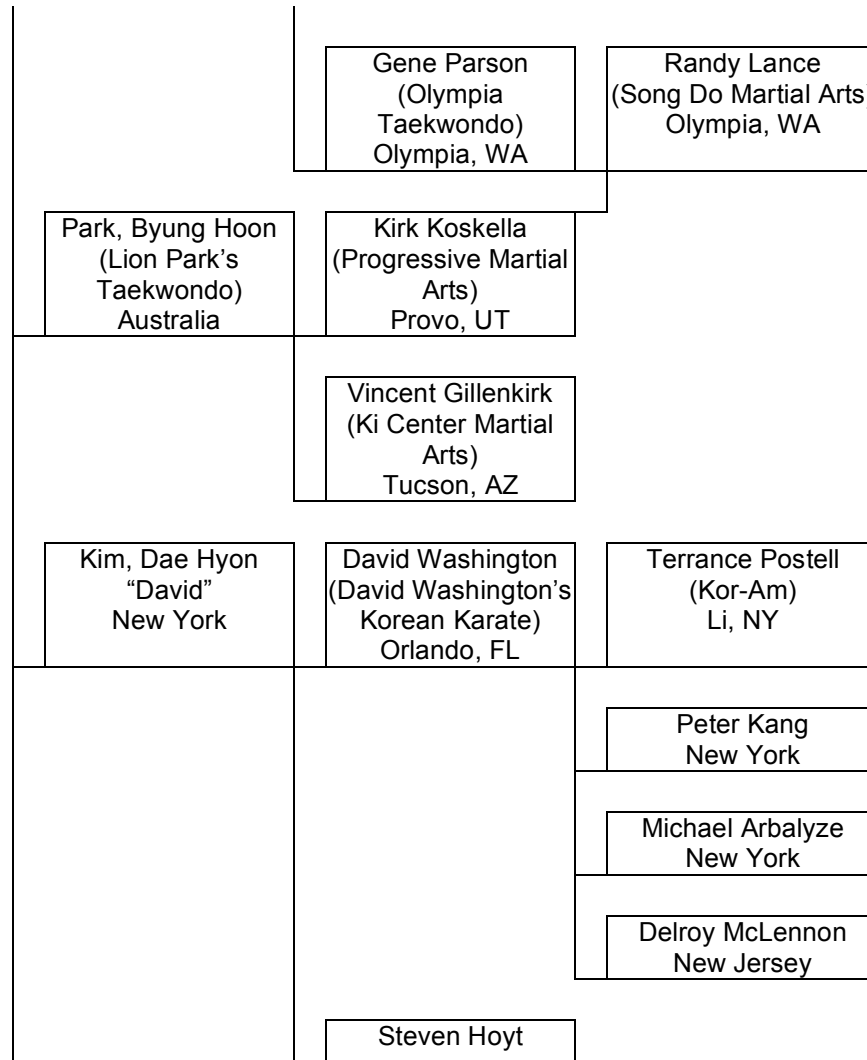 Gene Parson
(Olympia
Taekwondo)
Olympia, WA
Randy Lance
(Song Do Martial Arts)
Olympia, WA
Park, Byung Hoon
(Lion Park’s
Taekwondo)
Australia
Kirk Koskella
(Progressive Martial
Arts)
Provo, UT
Vincent Gillenkirk
(Ki Center Martial
Arts)
Tucson, AZ
Kim, Dae Hyon
“David”
New York
David Washington
(David Washington’s
Korean Karate)
Orlando, FL
Terrance Postell
(Kor-Am)
Li, NY
Peter Kang
New York
Michael Arbalyze
New York
Delroy McLennon
New Jersey
Steven Hoyt